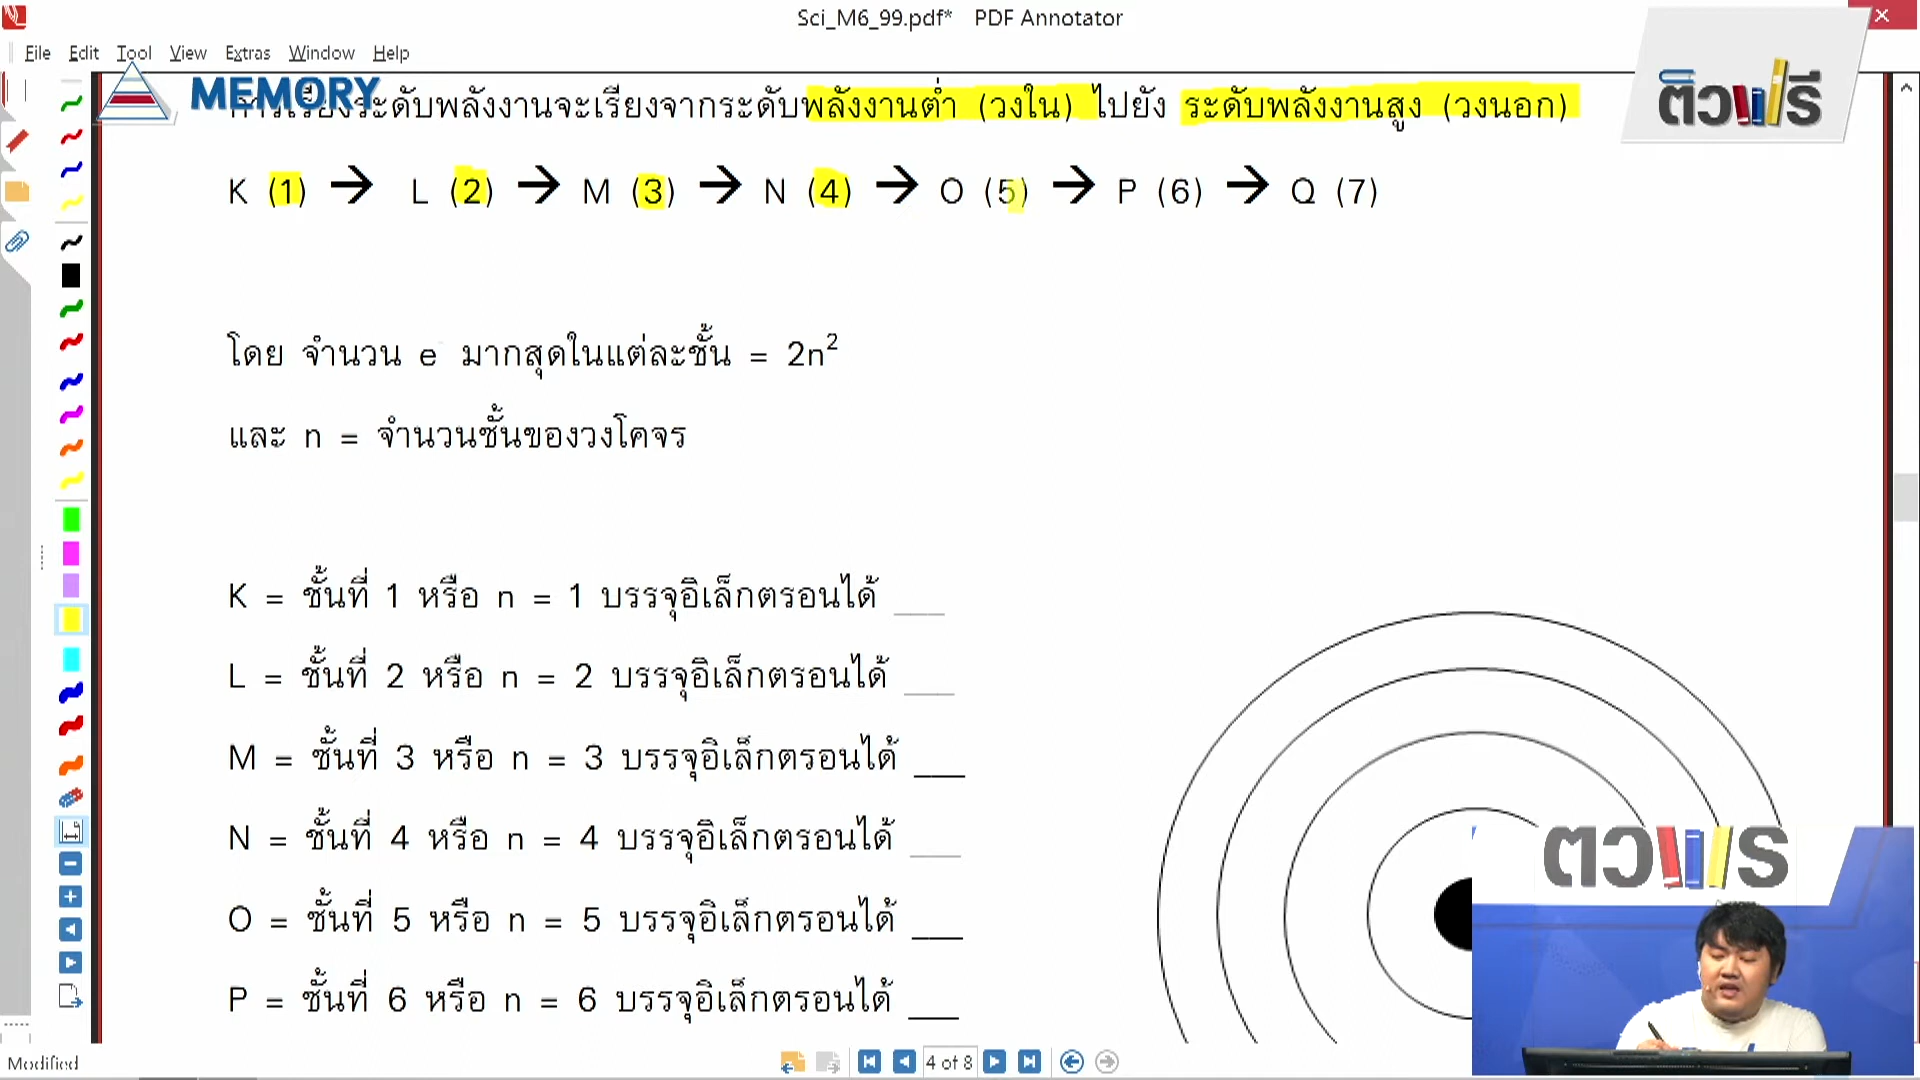 Sci_M6_99.pdf* PDF Annotator
File Edit Tool View Extras Window Help
MEMORY
ติวฟรี
การเรียงระดับพลังงานจะเรียงจากระดับพลังงานต่ำ (วงใน) ไปยัง ระดับพลังงานสูง (วงนอก)
K (1) → L (2) → M (3) → N (4) → O (5) → P (6) → Q (7)
โดย จำนวน e⁻ มากสุดในแต่ละชั้น = 2n²
และ n = จำนวนชั้นของวงโคจร
K = ชั้นที่ 1 หรือ n = 1 บรรจุอิเล็กตรอนได้ ___
L = ชั้นที่ 2 หรือ n = 2 บรรจุอิเล็กตรอนได้ ___
M = ชั้นที่ 3 หรือ n = 3 บรรจุอิเล็กตรอนได้ ___
N = ชั้นที่ 4 หรือ n = 4 บรรจุอิเล็กตรอนได้ ___
O = ชั้นที่ 5 หรือ n = 5 บรรจุอิเล็กตรอนได้ ___
P = ชั้นที่ 6 หรือ n = 6 บรรจุอิเล็กตรอนได้ ___
ติวฟรี
Modified
4 of 8